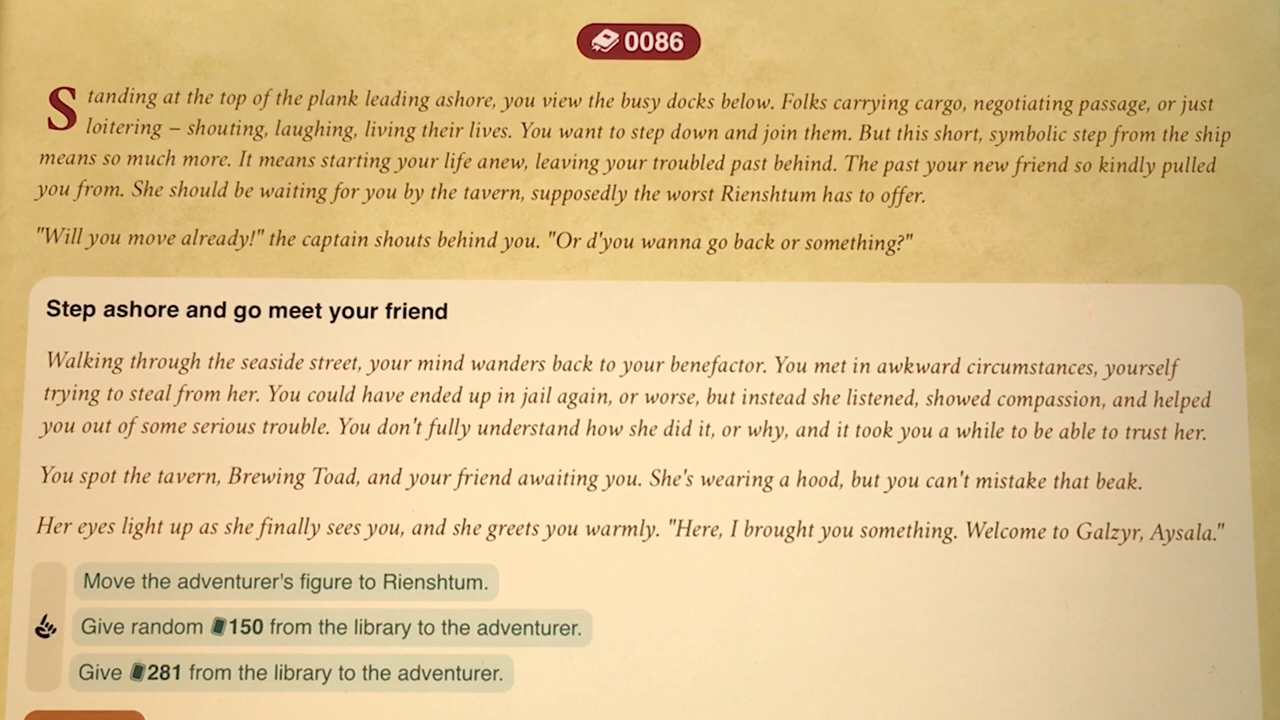 0086
Standing at the top of the plank leading ashore, you view the busy docks below. Folks carrying cargo, negotiating passage, or just
loitering – shouting, laughing, living their lives. You want to step down and join them. But this short, symbolic step from the ship
means so much more. It means starting your life anew, leaving your troubled past behind. The past your new friend so kindly pulled
you from. She should be waiting for you by the tavern, supposedly the worst Rienshtum has to offer.
"Will you move already!" the captain shouts behind you. "Or d'you wanna go back or something?"
Step ashore and go meet your friend
Walking through the seaside street, your mind wanders back to your benefactor. You met in awkward circumstances, yourself
trying to steal from her. You could have ended up in jail again, or worse, but instead she listened, showed compassion, and helped
you out of some serious trouble. You don't fully understand how she did it, or why, and it took you a while to be able to trust her.
You spot the tavern, Brewing Toad, and your friend awaiting you. She's wearing a hood, but you can't mistake that beak.
Her eyes light up as she finally sees you, and she greets you warmly. "Here, I brought you something. Welcome to Galzyr, Aysala."
Move the adventurer's figure to Rienshtum.
Give random 150 from the library to the adventurer.
Give 281 from the library to the adventurer.